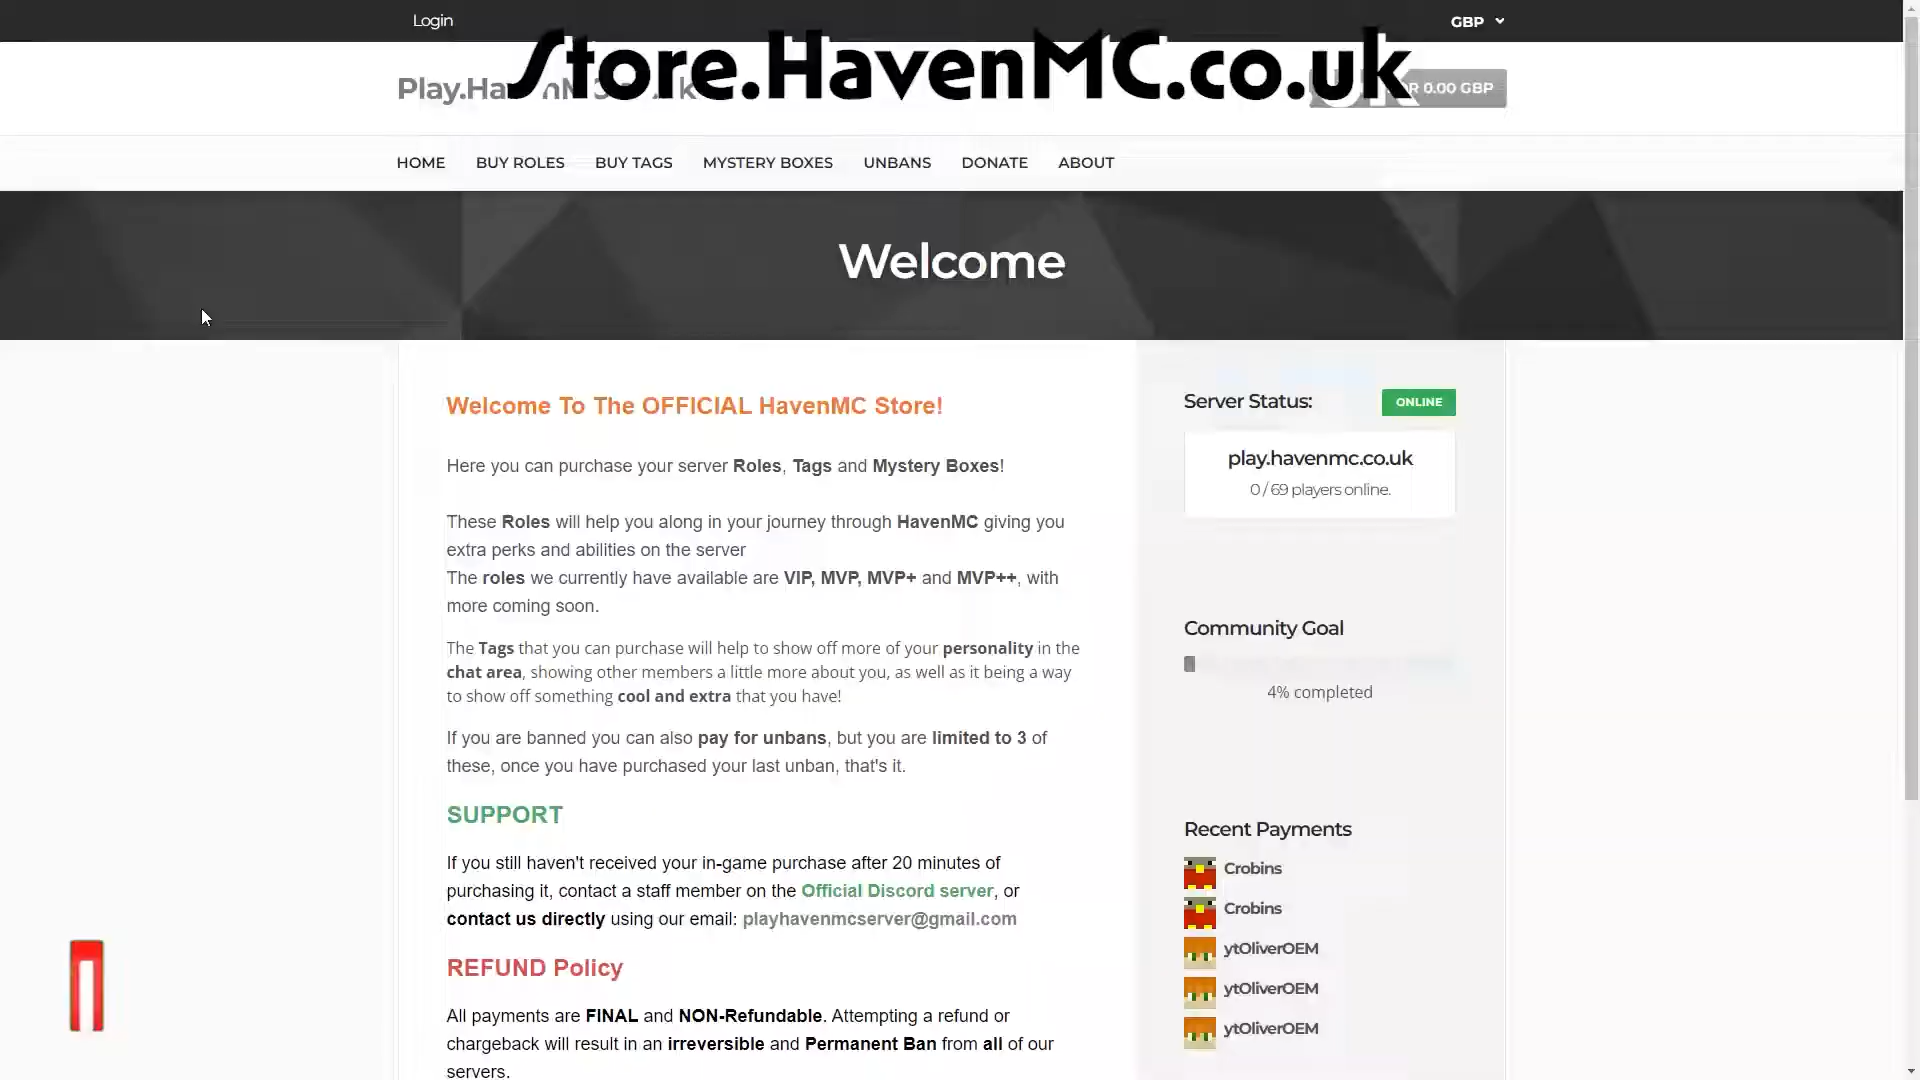 Login
GBP
Store.HavenMC.co.uk
0.00 GBP
HOME BUY ROLES BUY TAGS MYSTERY BOXES UNBANS DONATE ABOUT
Welcome
Welcome To The OFFICIAL HavenMC Store!
Here you can purchase your server Roles, Tags and Mystery Boxes!
These Roles will help you along in your journey through HavenMC giving you
extra perks and abilities on the server
The roles we currently have available are VIP, MVP, MVP+ and MVP++, with
more coming soon.
The Tags that you can purchase will help to show off more of your personality in the
chat area, showing other members a little more about you, as well as it being a way
to show off something cool and extra that you have!
If you are banned you can also pay for unbans, but you are limited to 3 of
these, once you have purchased your last unban, that's it.
SUPPORT
If you still haven't received your in-game purchase after 20 minutes of
purchasing it, contact a staff member on the Official Discord server, or
contact us directly using our email: playhavenmcserver@gmail.com
REFUND Policy
All payments are FINAL and NON-Refundable. Attempting a refund or
chargeback will result in an irreversible and Permanent Ban from all of our
servers.
Server Status:
ONLINE
play.havenmc.co.uk
0 / 69 players online.
Community Goal
4% completed
Recent Payments
Crobins
Crobins
ytOliverOEM
ytOliverOEM
ytOliverOEM